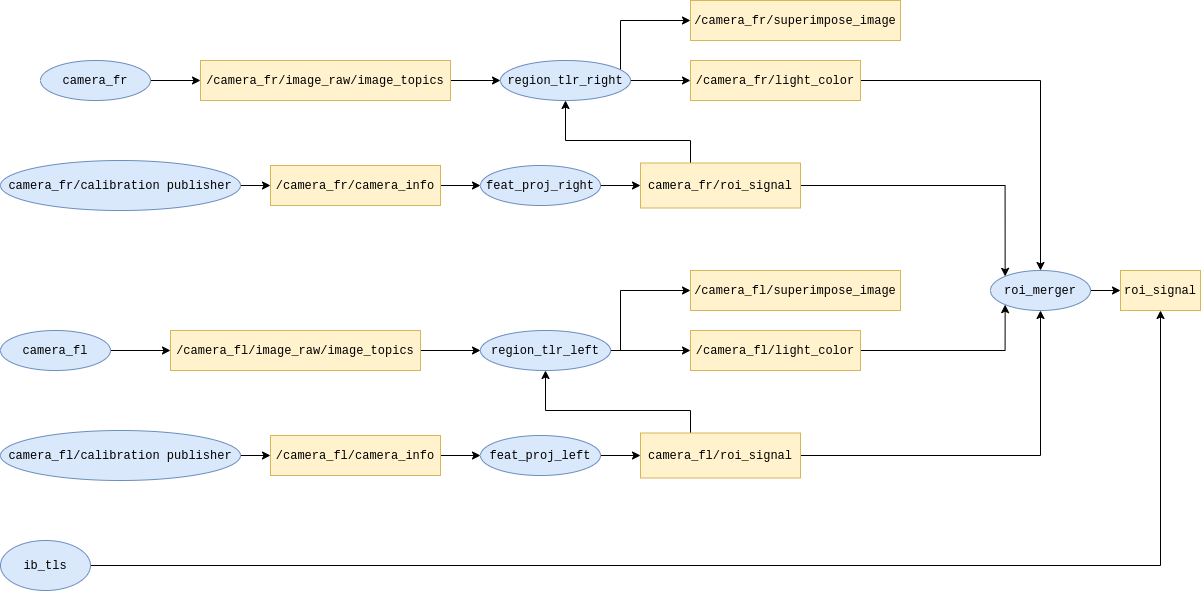 /camera_fr/superimpose_image
camera_fr
/camera_fr/image_raw/image_topics
region_tlr_right
/camera_fr/light_color
camera_fr/calibration publisher
/camera_fr/camera_info
feat_proj_right
camera_fr/roi_signal
/camera_fl/superimpose_image
roi_merger
roi_signal
camera_fl
/camera_fl/image_raw/image_topics
region_tlr_left
/camera_fl/light_color
camera_fl/calibration publisher
/camera_fl/camera_info
feat_proj_left
camera_fl/roi_signal
ib_tls